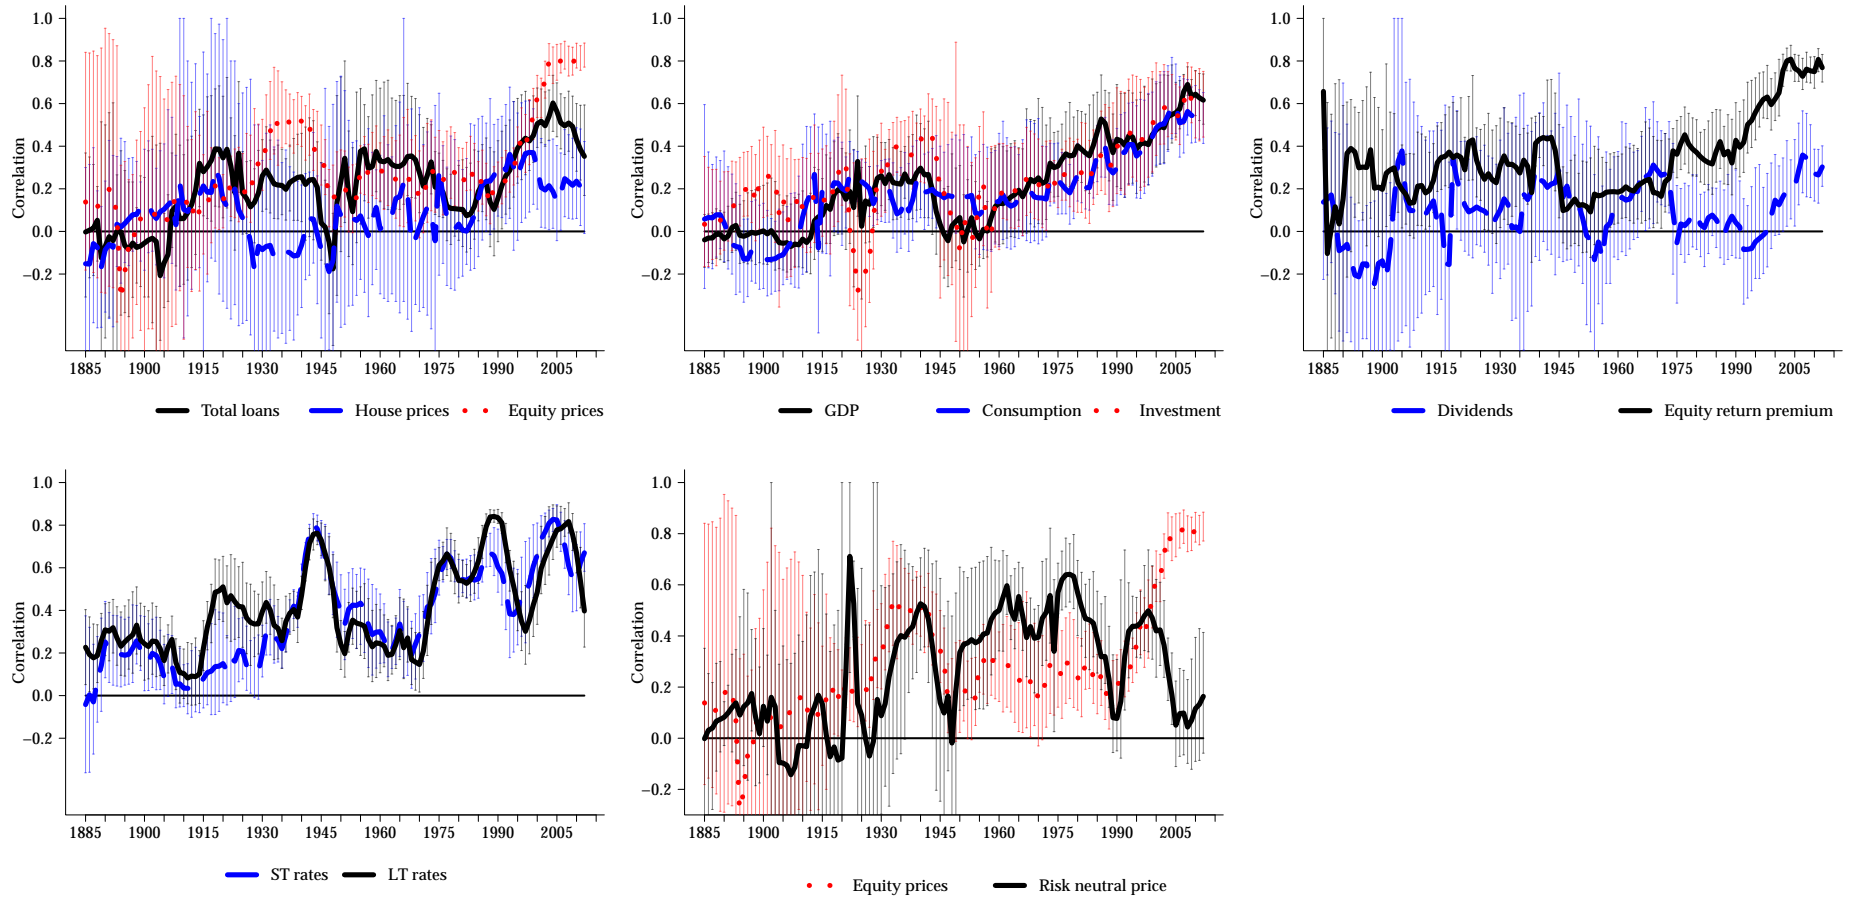 1.0
0.8
0.6
0.4
0.2
0.0
−0.2
Correlation
1885 1900 1915 1930 1945 1960 1975 1990 2005
Total loans House prices Equity prices
1.0
0.8
0.6
0.4
0.2
0.0
−0.2
Correlation
1885 1900 1915 1930 1945 1960 1975 1990 2005
GDP Consumption Investment
1.0
0.8
0.6
0.4
0.2
0.0
−0.2
Correlation
1885 1900 1915 1930 1945 1960 1975 1990 2005
Dividends Equity return premium
1.0
0.8
0.6
0.4
0.2
0.0
−0.2
Correlation
1885 1900 1915 1930 1945 1960 1975 1990 2005
ST rates LT rates
1.0
0.8
0.6
0.4
0.2
0.0
−0.2
Correlation
1885 1900 1915 1930 1945 1960 1975 1990 2005
Equity prices Risk neutral price